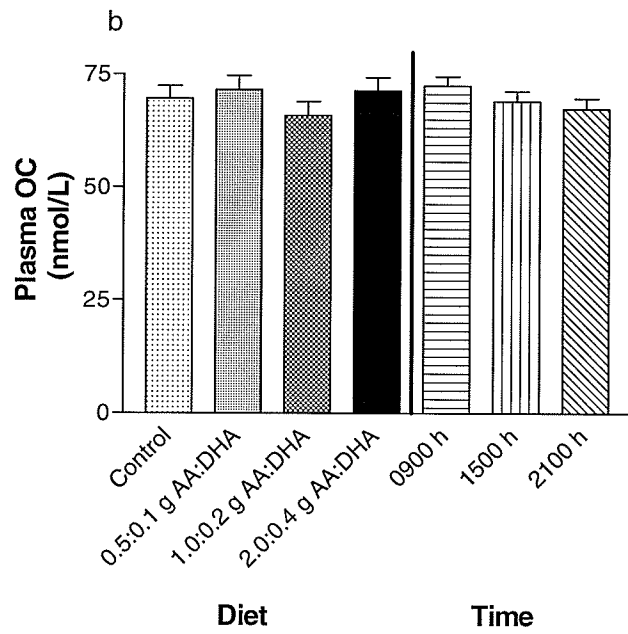 b
Plasma OC
(nmol/L)
75
50
25
0
Control
0.5:0.1 g AA:DHA
1.0:0.2 g AA:DHA
2.0:0.4 g AA:DHA
0900 h
1500 h
2100 h
Diet
Time